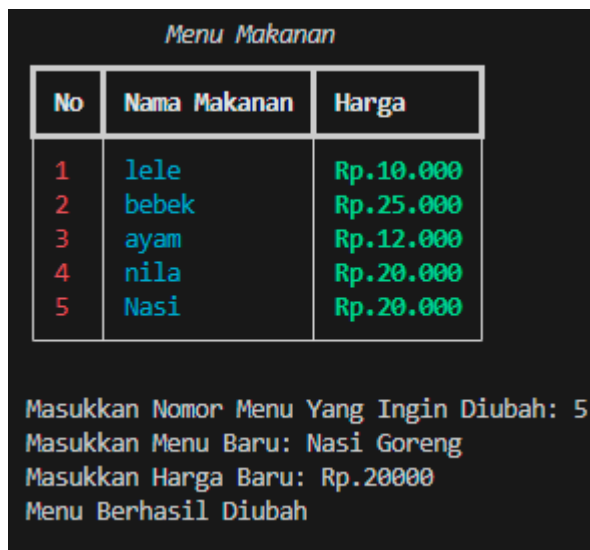 Menu Makanan
No Nama Makanan Harga
1 lele Rp.10.000
2 bebek Rp.25.000
3 ayam Rp.12.000
4 nila Rp.20.000
5 Nasi Rp.20.000
Masukkan Nomor Menu Yang Ingin Diubah: 5
Masukkan Menu Baru: Nasi Goreng
Masukkan Harga Baru: Rp.20000
Menu Berhasil Diubah